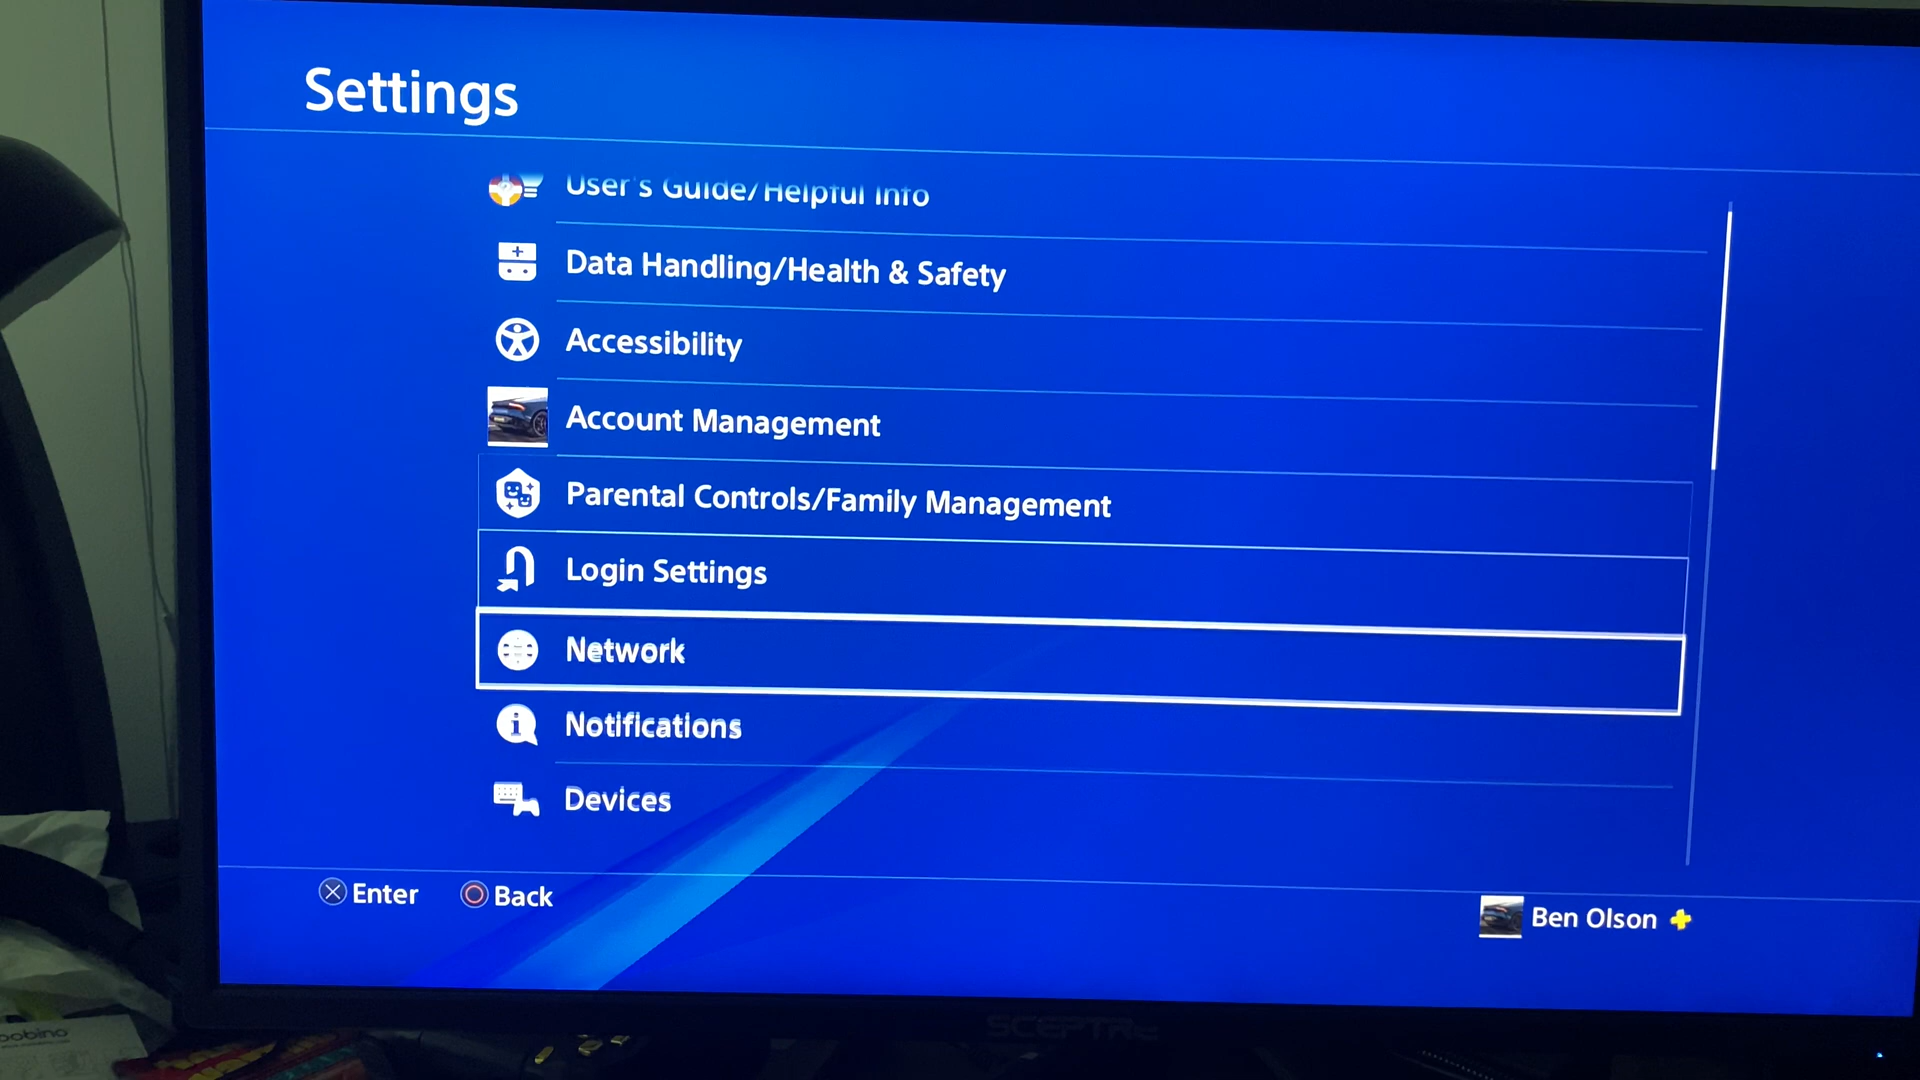 Settings
User's Guide/Helpful Info
Data Handling/Health & Safety
Accessibility
Account Management
Parental Controls/Family Management
Login Settings
Network
Notifications
Devices
Enter
Back
Ben Olson
SCEPTRE